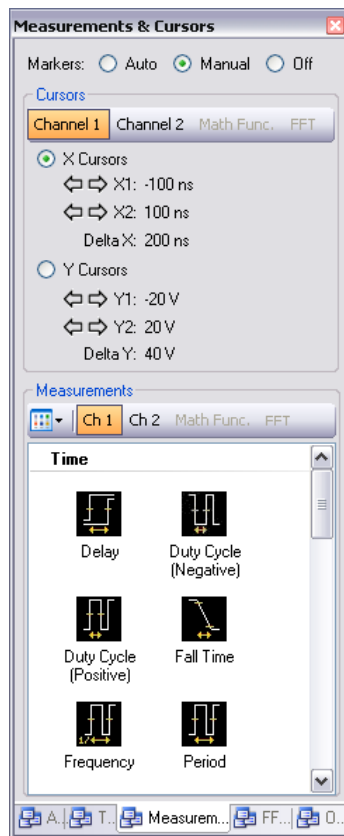 Measurements & Cursors
Markers: Auto Manual Off
Cursors
Channel 1 Channel 2 Math Func. FFT
X Cursors
X1: -100 ns
X2: 100 ns
Delta X: 200 ns
Y Cursors
Y1: -20 V
Y2: 20 V
Delta Y: 40 V
Measurements
Ch 1 Ch 2 Math Func. FFT
Time
Delay Duty Cycle
(Negative)
Duty Cycle Fall Time
(Positive)
Frequency Period
A.. T.. Measurem... FF... O..